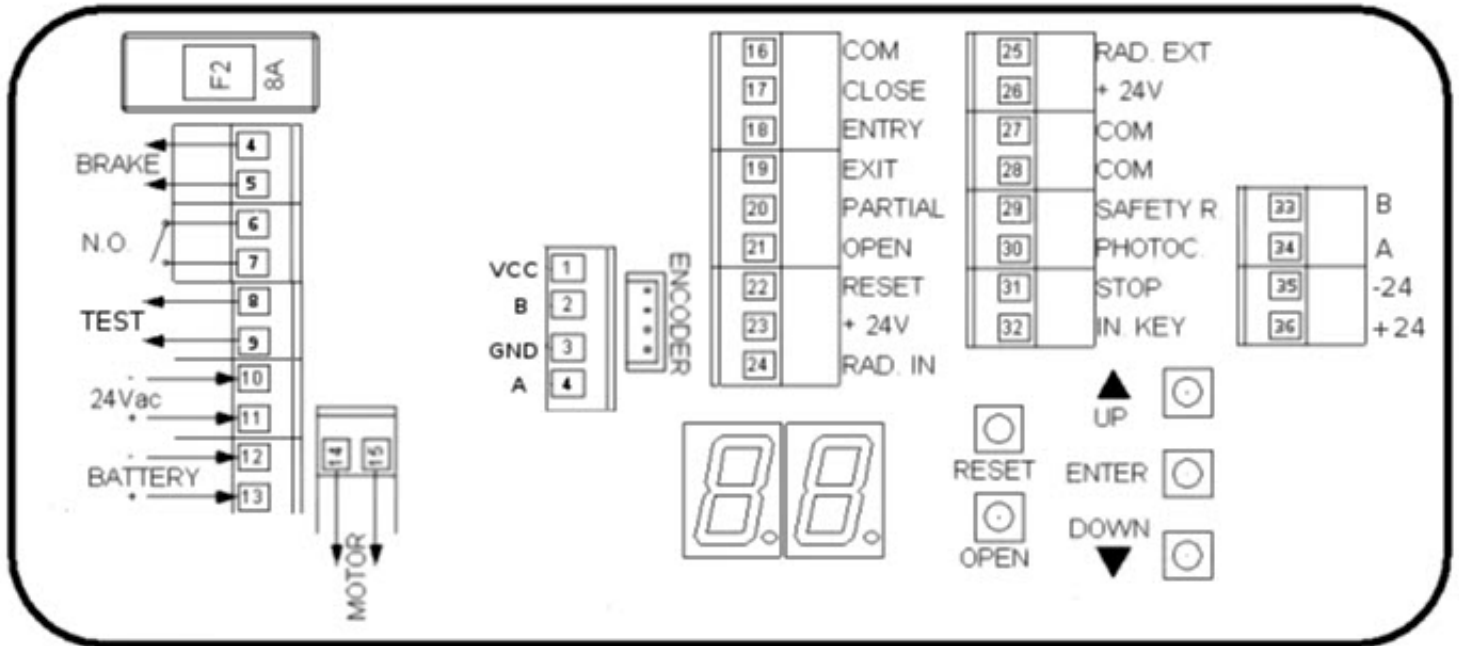 F2 8A
4
BRAKE
5
6
N.O.
7
8
TEST
9
10
24Vac
11
12
BATTERY
13
14 15
MOTOR
VCC 1
B 2
GND 3
A 4
ENCODER
16 COM
17 CLOSE
18 ENTRY
19 EXIT
20 PARTIAL
21 OPEN
22 RESET
23 + 24V
24 RAD. IN
25 RAD. EXT
26 + 24V
27 COM
28 COM
29 SAFETY R.
30 PHOTOC.
31 STOP
32 IN. KEY
33 B
34 A
35 -24
36 +24
8.8.
RESET
OPEN
UP
ENTER
DOWN